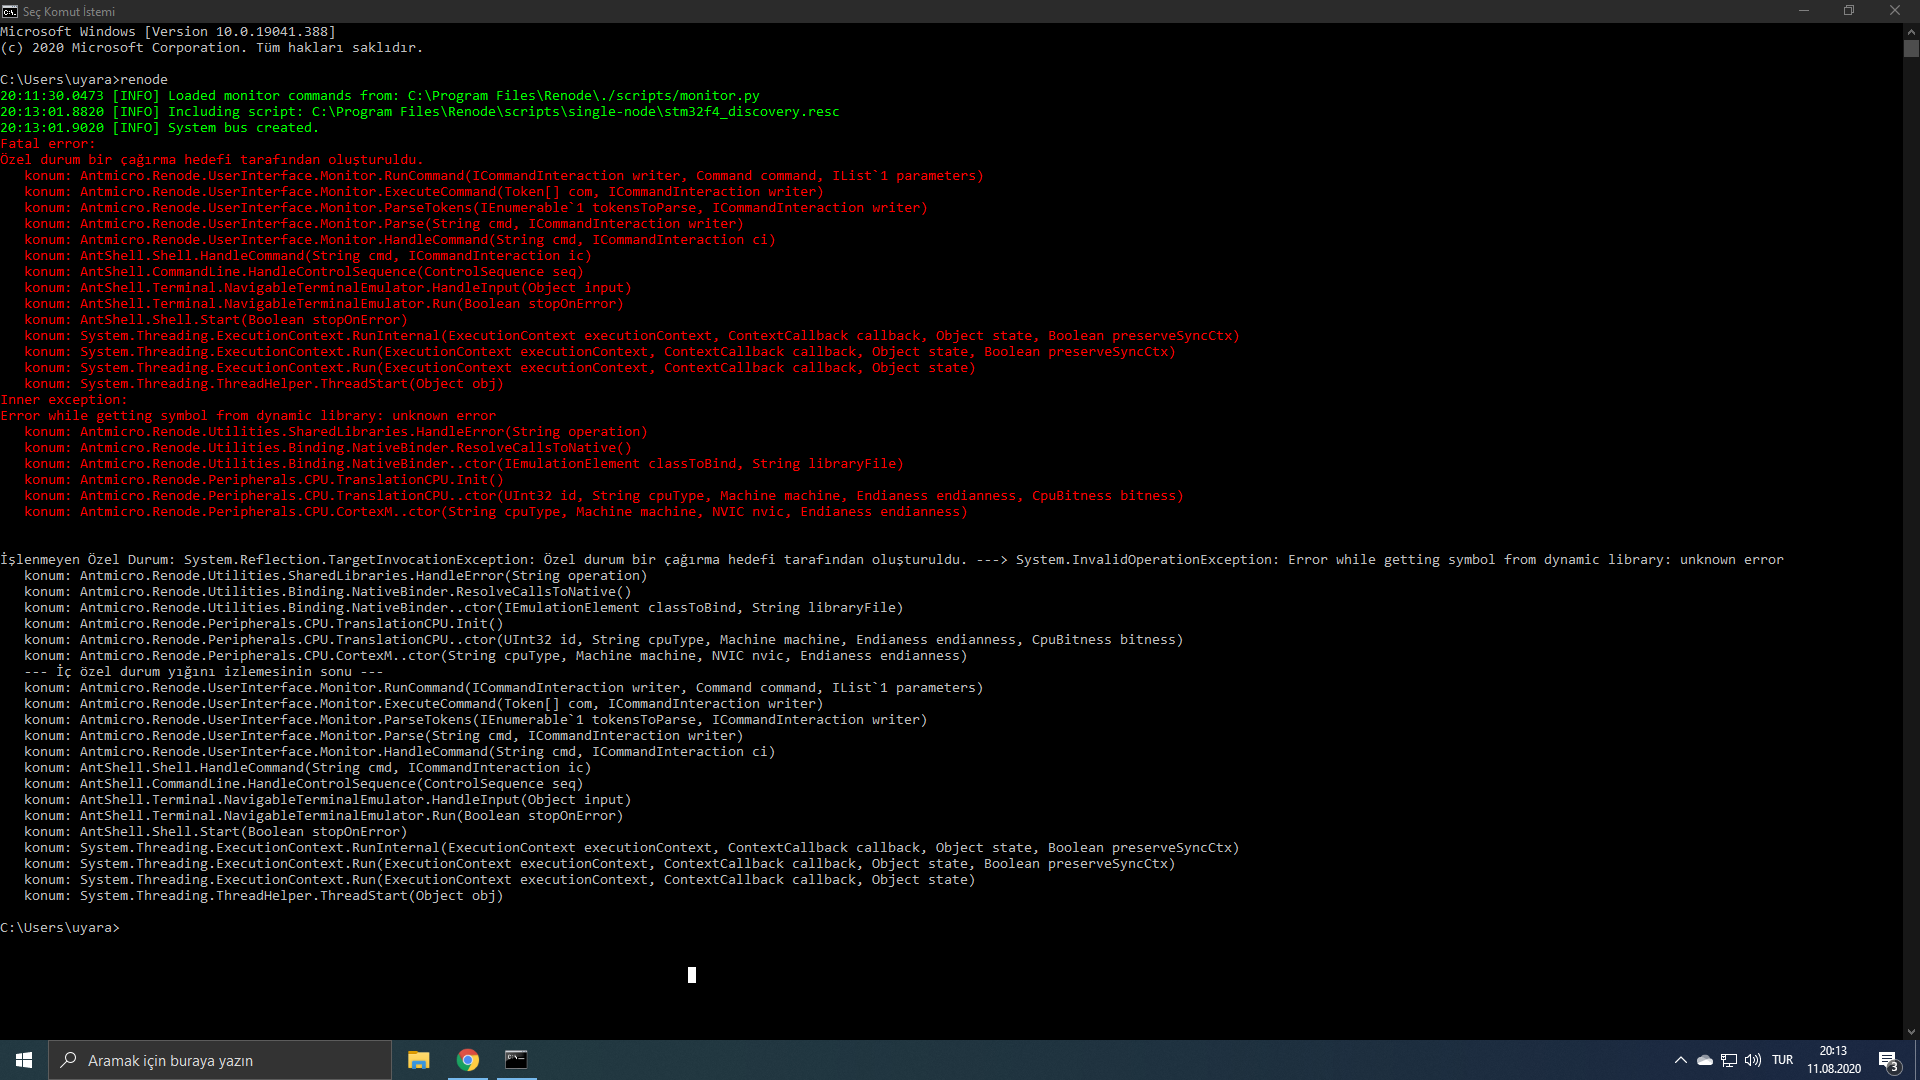 Seç Komut İstemi
Microsoft Windows [Version 10.0.19041.388]
(c) 2020 Microsoft Corporation. Tüm hakları saklıdır.
C:\Users\uyara>renode
20:11:30.0473 [INFO] Loaded monitor commands from: C:\Program Files\Renode\./scripts/monitor.py
20:13:01.8820 [INFO] Including script: C:\Program Files\Renode\scripts\single-node\stm32f4_discovery.resc
20:13:01.9020 [INFO] System bus created.
Fatal error:
Özel durum bir çağırma hedefi tarafından oluşturuldu.
   konum: Antmicro.Renode.UserInterface.Monitor.RunCommand(ICommandInteraction writer, Command command, IList`1 parameters)
   konum: Antmicro.Renode.UserInterface.Monitor.ExecuteCommand(Token[] com, ICommandInteraction writer)
   konum: Antmicro.Renode.UserInterface.Monitor.ParseTokens(IEnumerable`1 tokensToParse, ICommandInteraction writer)
   konum: Antmicro.Renode.UserInterface.Monitor.Parse(String cmd, ICommandInteraction writer)
   konum: Antmicro.Renode.UserInterface.Monitor.HandleCommand(String cmd, ICommandInteraction ci)
   konum: AntShell.Shell.HandleCommand(String cmd, ICommandInteraction ic)
   konum: AntShell.CommandLine.HandleControlSequence(ControlSequence seq)
   konum: AntShell.Terminal.NavigableTerminalEmulator.HandleInput(Object input)
   konum: AntShell.Terminal.NavigableTerminalEmulator.Run(Boolean stopOnError)
   konum: AntShell.Shell.Start(Boolean stopOnError)
   konum: System.Threading.ExecutionContext.RunInternal(ExecutionContext executionContext, ContextCallback callback, Object state, Boolean preserveSyncCtx)
   konum: System.Threading.ExecutionContext.Run(ExecutionContext executionContext, ContextCallback callback, Object state, Boolean preserveSyncCtx)
   konum: System.Threading.ExecutionContext.Run(ExecutionContext executionContext, ContextCallback callback, Object state)
   konum: System.Threading.ThreadHelper.ThreadStart(Object obj)
Inner exception:
Error while getting symbol from dynamic library: unknown error
   konum: Antmicro.Renode.Utilities.SharedLibraries.HandleError(String operation)
   konum: Antmicro.Renode.Utilities.Binding.NativeBinder.ResolveCallsToNative()
   konum: Antmicro.Renode.Utilities.Binding.NativeBinder..ctor(IEmulationElement classToBind, String libraryFile)
   konum: Antmicro.Renode.Peripherals.CPU.TranslationCPU.Init()
   konum: Antmicro.Renode.Peripherals.CPU.TranslationCPU..ctor(UInt32 id, String cpuType, Machine machine, Endianess endianness, CpuBitness bitness)
   konum: Antmicro.Renode.Peripherals.CPU.CortexM..ctor(String cpuType, Machine machine, NVIC nvic, Endianess endianness)
İşlenmeyen Özel Durum: System.Reflection.TargetInvocationException: Özel durum bir çağırma hedefi tarafından oluşturuldu. ---> System.InvalidOperationException: Error while getting symbol from dynamic library: unknown error
   konum: Antmicro.Renode.Utilities.SharedLibraries.HandleError(String operation)
   konum: Antmicro.Renode.Utilities.Binding.NativeBinder.ResolveCallsToNative()
   konum: Antmicro.Renode.Utilities.Binding.NativeBinder..ctor(IEmulationElement classToBind, String libraryFile)
   konum: Antmicro.Renode.Peripherals.CPU.TranslationCPU.Init()
   konum: Antmicro.Renode.Peripherals.CPU.TranslationCPU..ctor(UInt32 id, String cpuType, Machine machine, Endianess endianness, CpuBitness bitness)
   konum: Antmicro.Renode.Peripherals.CPU.CortexM..ctor(String cpuType, Machine machine, NVIC nvic, Endianess endianness)
   --- İç özel durum yığını izlemesinin sonu ---
   konum: Antmicro.Renode.UserInterface.Monitor.RunCommand(ICommandInteraction writer, Command command, IList`1 parameters)
   konum: Antmicro.Renode.UserInterface.Monitor.ExecuteCommand(Token[] com, ICommandInteraction writer)
   konum: Antmicro.Renode.UserInterface.Monitor.ParseTokens(IEnumerable`1 tokensToParse, ICommandInteraction writer)
   konum: Antmicro.Renode.UserInterface.Monitor.Parse(String cmd, ICommandInteraction writer)
   konum: Antmicro.Renode.UserInterface.Monitor.HandleCommand(String cmd, ICommandInteraction ci)
   konum: AntShell.Shell.HandleCommand(String cmd, ICommandInteraction ic)
   konum: AntShell.CommandLine.HandleControlSequence(ControlSequence seq)
   konum: AntShell.Terminal.NavigableTerminalEmulator.HandleInput(Object input)
   konum: AntShell.Terminal.NavigableTerminalEmulator.Run(Boolean stopOnError)
   konum: AntShell.Shell.Start(Boolean stopOnError)
   konum: System.Threading.ExecutionContext.RunInternal(ExecutionContext executionContext, ContextCallback callback, Object state, Boolean preserveSyncCtx)
   konum: System.Threading.ExecutionContext.Run(ExecutionContext executionContext, ContextCallback callback, Object state, Boolean preserveSyncCtx)
   konum: System.Threading.ExecutionContext.Run(ExecutionContext executionContext, ContextCallback callback, Object state)
   konum: System.Threading.ThreadHelper.ThreadStart(Object obj)
C:\Users\uyara>
Aramak için buraya yazın
TUR
20:13
11.08.2020
3